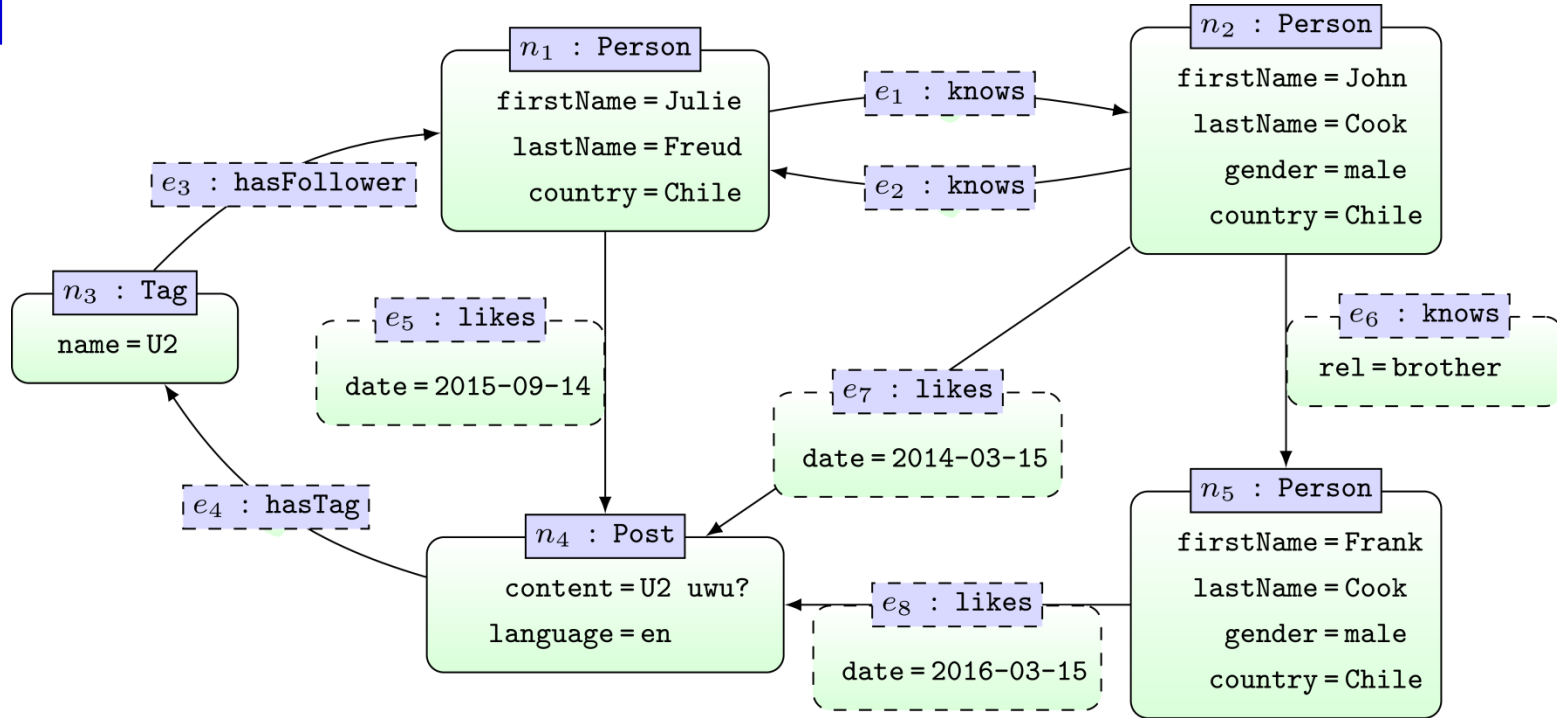 n₁ : Person
firstName = Julie
lastName = Freud
country = Chile
e₁ : knows
e₂ : knows
n₂ : Person
firstName = John
lastName = Cook
gender = male
country = Chile
e₃ : hasFollower
n₃ : Tag
name = U2
e₅ : likes
date = 2015-09-14
e₇ : likes
date = 2014-03-15
e₆ : knows
rel = brother
e₄ : hasTag
n₄ : Post
content = U2 uwu?
language = en
e₈ : likes
date = 2016-03-15
n₅ : Person
firstName = Frank
lastName = Cook
gender = male
country = Chile